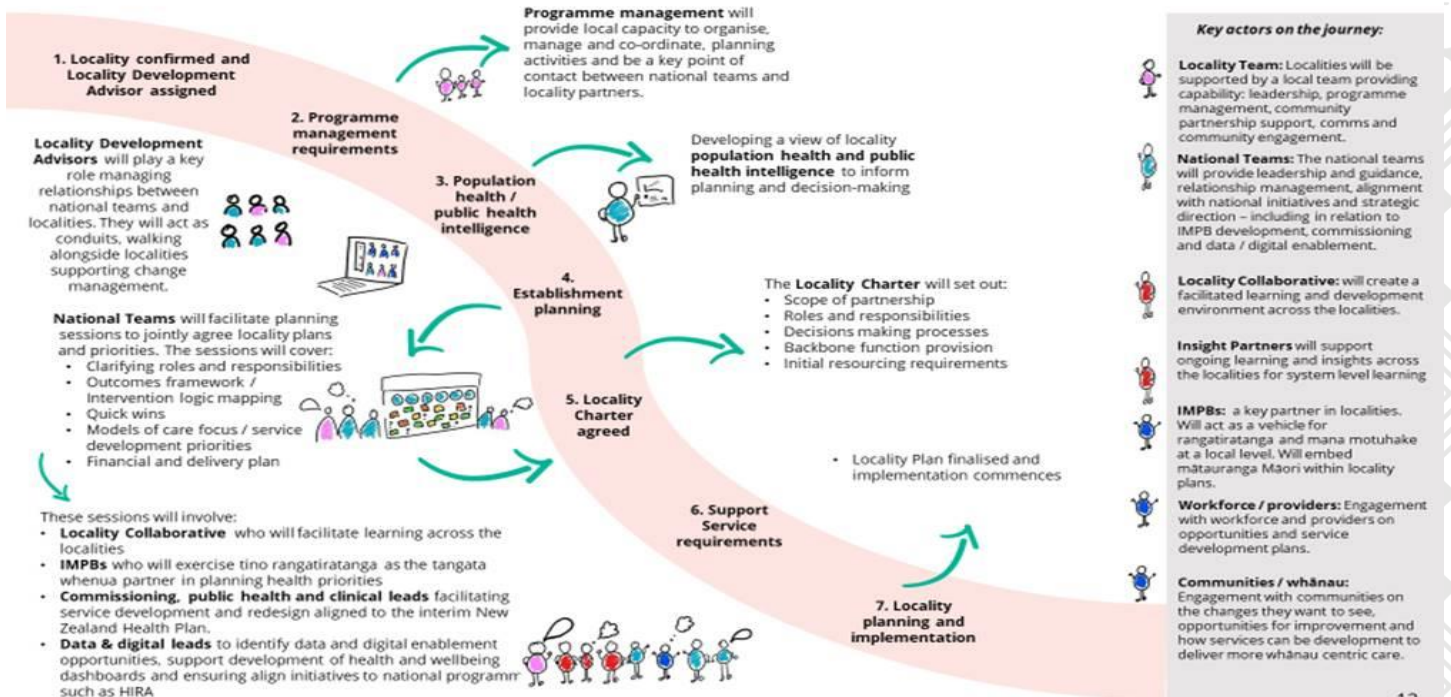 1. Locality confirmed and
Locality Development
Advisor assigned
Programme management will
provide local capacity to organise,
manage and co-ordinate, planning
activities and be a key point of
contact between national teams and
locality partners.
2. Programme
management
requirements
Locality Development
Advisors will play a key
role managing
relationships between
national teams and
localities. They will act as
conduits, walking
alongside localities
supporting change
management.
3. Population
health /
public health
intelligence
Developing a view of locality
population health and public
health intelligence to inform
planning and decision-making
4.
Establishment
planning
National Teams will facilitate planning
sessions to jointly agree locality plans
and priorities. The sessions will cover:
• Clarifying roles and responsibilities
• Outcomes framework /
Intervention logic mapping
• Quick wins
• Models of care focus / service
development priorities
• Financial and delivery plan
The Locality Charter will set out:
• Scope of partnership
• Roles and responsibilities
• Decisions making processes
• Backbone function provision
• Initial resourcing requirements
5. Locality
Charter
agreed
These sessions will involve:
• Locality Collaborative who will facilitate learning across the
localities
• IMPBs who will exercise tino rangatiratanga as the tangata
whenua partner in planning health priorities
• Commissioning, public health and clinical leads facilitating
service development and redesign aligned to the interim New
Zealand Health Plan.
• Data & digital leads to identify data and digital enablement
opportunities, support development of health and wellbeing
dashboards and ensuring align initiatives to national programm
such as HIRA
6. Support
Service
requirements
• Locality Plan finalised and
implementation commences
7. Locality
planning and
implementation
Key actors on the journey:
Locality Team: Localities will be
supported by a local team providing
capability: leadership, programme
management, community
partnership support, comms and
community engagement.
National Teams: The national teams
will provide leadership and guidance,
relationship management, alignment
with national initiatives and strategic
direction – including in relation to
IMPB development, commissioning
and data / digital enablement.
Locality Collaborative: will create a
facilitated learning and development
environment across the localities.
Insight Partners will support
ongoing learning and insights across
the localities for system level learning
IMPBs: a key partner in localities.
Will act as a vehicle for
rangatiratanga and mana motuhake
at a local level. Will embed
mātauranga Māori within locality
plans.
Workforce / providers: Engagement
with workforce and providers on
opportunities and service
development plans.
Communities / whānau:
Engagement with communities on
the changes they want to see,
opportunities for improvement and
how services can be development to
deliver more whānau centric care.